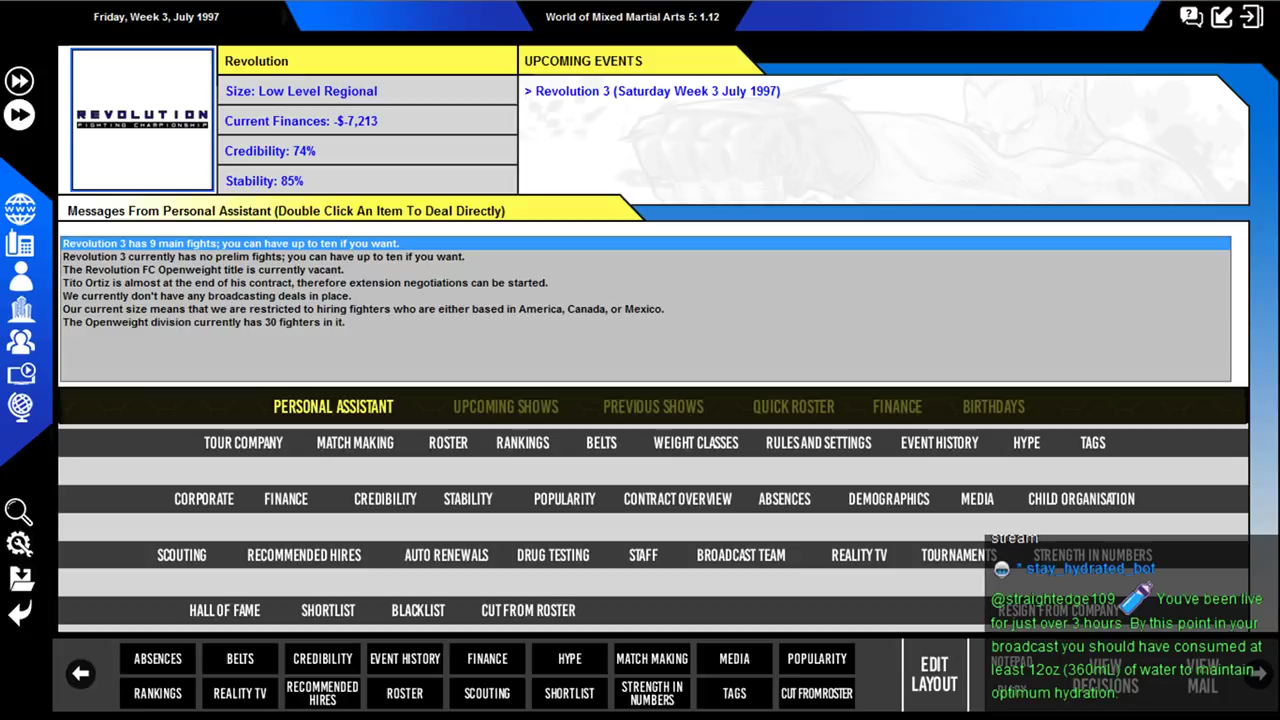 Friday, Week 3, July 1997
World of Mixed Martial Arts 5: 1.12
REVOLUTION
FIGHTING CHAMPIONSHIP
Revolution
Size: Low Level Regional
Current Finances: -$-7,213
Credibility: 74%
Stability: 85%
UPCOMING EVENTS
> Revolution 3 (Saturday Week 3 July 1997)
Messages From Personal Assistant (Double Click An Item To Deal Directly)
Revolution 3 has 9 main fights; you can have up to ten if you want.
Revolution 3 currently has no prelim fights; you can have up to ten if you want.
The Revolution FC Openweight title is currently vacant.
Tito Ortiz is almost at the end of his contract, therefore extension negotiations can be started.
We currently don't have any broadcasting deals in place.
Our current size means that we are restricted to hiring fighters who are either based in America, Canada, or Mexico.
The Openweight division currently has 30 fighters in it.
PERSONAL ASSISTANT UPCOMING SHOWS PREVIOUS SHOWS QUICK ROSTER FINANCE BIRTHDAYS
TOUR COMPANY MATCH MAKING ROSTER RANKINGS BELTS WEIGHT CLASSES RULES AND SETTINGS EVENT HISTORY HYPE TAGS
CORPORATE FINANCE CREDIBILITY STABILITY POPULARITY CONTRACT OVERVIEW ABSENCES DEMOGRAPHICS MEDIA CHILD ORGANISATION
SCOUTING RECOMMENDED HIRES AUTO RENEWALS DRUG TESTING STAFF BROADCAST TEAM REALITY TV TOURNAMENTS STRENGTH IN NUMBERS
HALL OF FAME SHORTLIST BLACKLIST CUT FROM ROSTER RESIGN FROM COMPANY
stream
* stay_hydrated_bot
@straightedge109 You've been live
for just over 3 hours. By this point in your
broadcast you should have consumed at
least 12oz (360mL) of water to maintain
optimum hydration.
ABSENCES BELTS CREDIBILITY EVENT HISTORY FINANCE HYPE MATCH MAKING MEDIA POPULARITY
RANKINGS REALITY TV RECOMMENDED HIRES ROSTER SCOUTING SHORTLIST STRENGTH IN NUMBERS TAGS CUT FROM ROSTER
EDIT LAYOUT
NOTEPAD
VIEW DECISIONS
VIEW MAIL